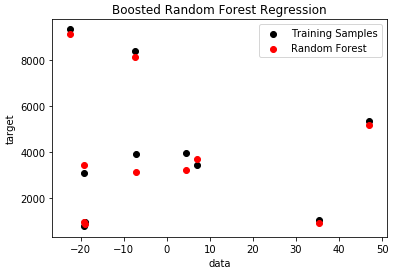 Boosted Random Forest Regression
Training Samples
Random Forest
8000
6000
4000
2000
target
−20
−10
0
10
20
30
40
50
data